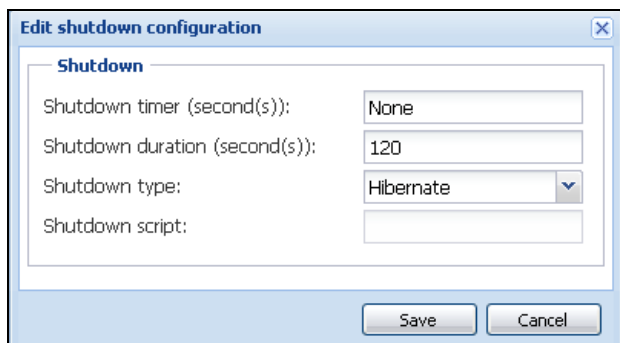 Edit shutdown configuration
Shutdown
Shutdown timer (second(s)): None
Shutdown duration (second(s)): 120
Shutdown type: Hibernate
Shutdown script:
Save Cancel